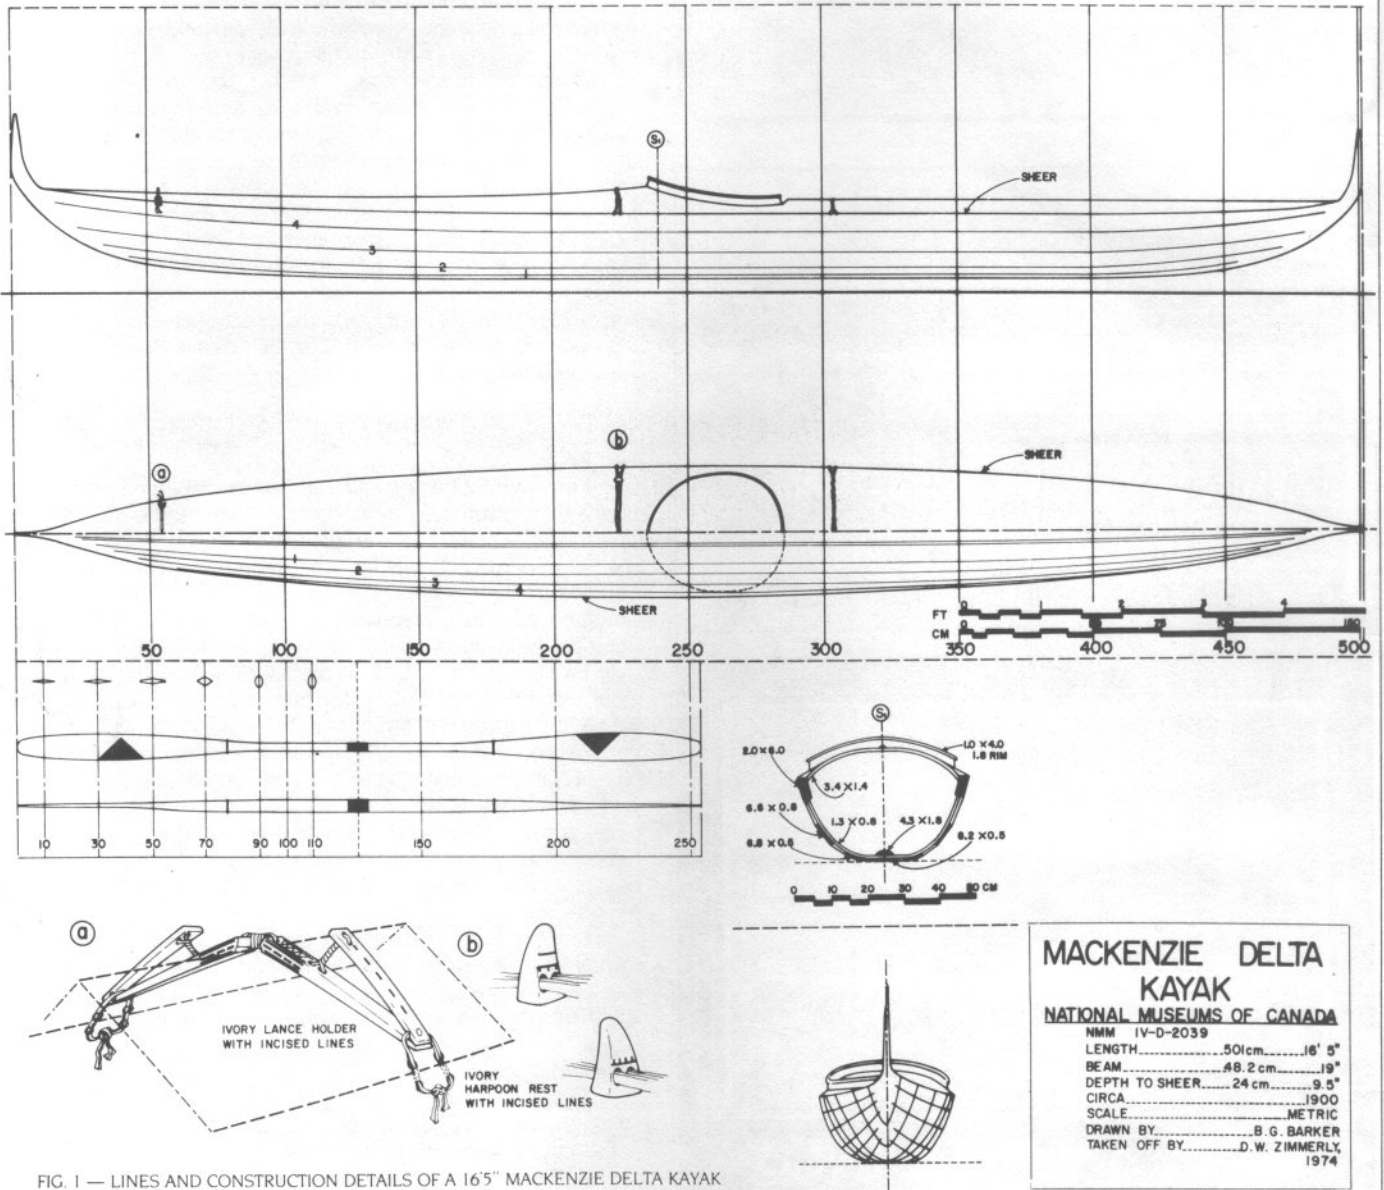 S₁
SHEER
4
3
2
1
a
b
SHEER
1
2
3
4
SHEER
FT 0 2 3 4
CM 0 50 75 100 150
50 100 150 200 250 300 350 400 450 500
10 30 50 70 90 100 110 150 200 250
2.0 X 6.0
1.0 X 4.0
1.8 RIM
3.4 X 1.4
6.6 X 0.8
1.3 X 0.8
4.3 X 1.8
6.8 X 0.5
6.2 X 0.5
0 10 20 30 40 50 CM
a
IVORY LANCE HOLDER
WITH INCISED LINES
b
IVORY
HARPOON REST
WITH INCISED LINES
MACKENZIE DELTA
KAYAK
NATIONAL MUSEUMS OF CANADA
NMM IV-D-2039
LENGTH 501cm 16' 5"
BEAM 48.2 cm 19"
DEPTH TO SHEER 24 cm 9.5"
CIRCA 1900
SCALE METRIC
DRAWN BY B.G. BARKER
TAKEN OFF BY D.W. ZIMMERLY,
1974
FIG. 1 — LINES AND CONSTRUCTION DETAILS OF A 16'5" MACKENZIE DELTA KAYAK